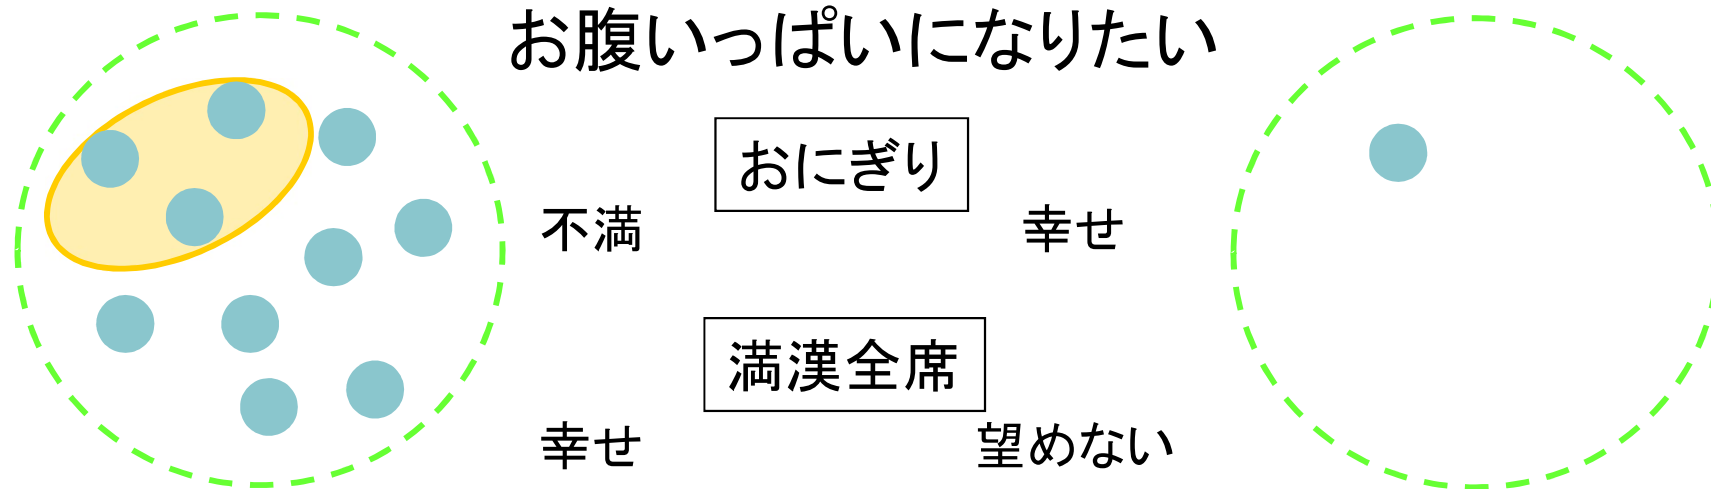 お腹いっぱいになりたい
おにぎり
不満
幸せ
満漢全席
幸せ
望めない